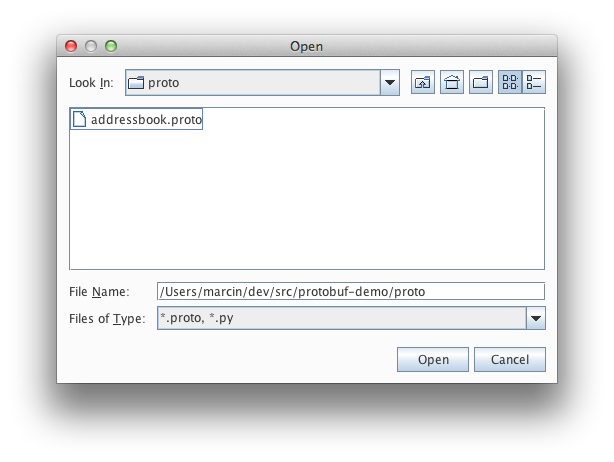 Open
Look In: proto
addressbook.proto
File Name: /Users/marcin/dev/src/protobuf-demo/proto
Files of Type: *.proto, *.py
Open Cancel